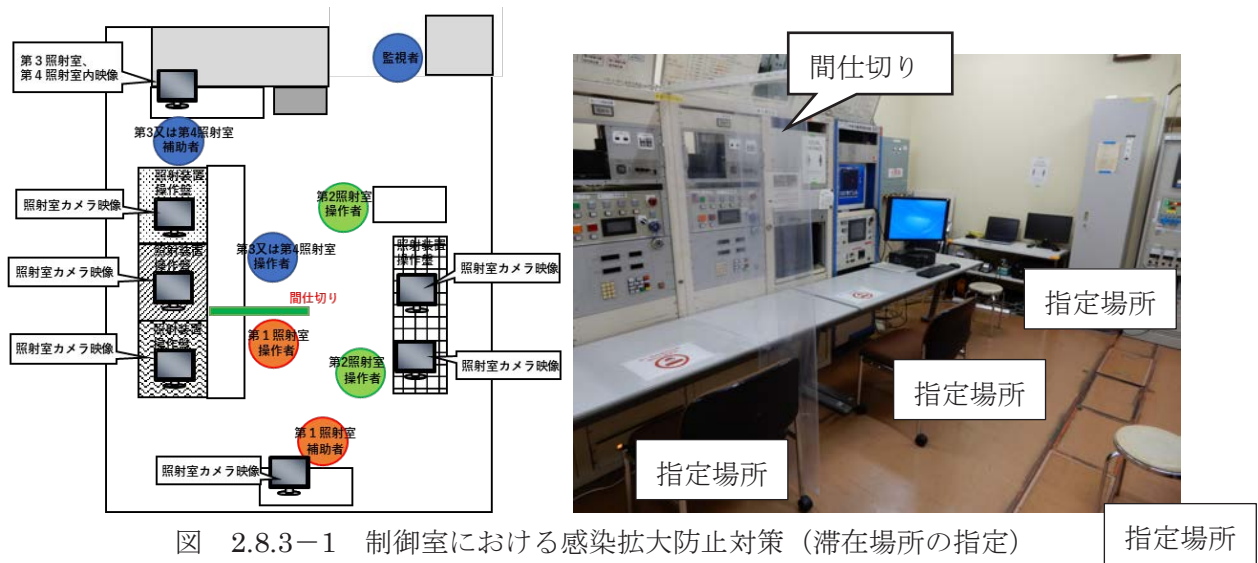 監視者
第３照射室、
第４照射室内映像
第3又は第4照射室
補助者
照射装置
操作盤
照射室カメラ映像
第2照射室
操作者
第3又は第4照射室
操作者
照射装置
操作盤
照射室カメラ映像
照射装置
操作盤
照射室カメラ映像
間仕切り
第１照射室
操作者
照射装置
操作盤
照射室カメラ映像
第2照射室
操作者
照射室カメラ映像
第１照射室
補助者
照射室カメラ映像
間仕切り
指定場所
指定場所
指定場所
指定場所
図　2.8.3－1　制御室における感染拡大防止対策（滞在場所の指定）